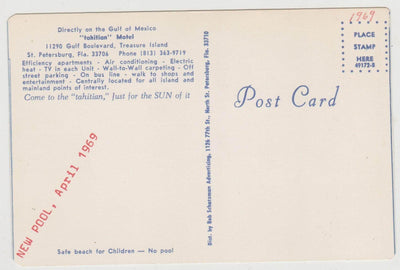 Directly on the Gulf of Mexico
"tahitian" Motel
11290 Gulf Boulevard, Treasure Island
St. Petersburg, Fla. 33706 Phone (813) 363-9719
Efficiency apartments - Air conditioning - Electric
heat - TV in each Unit - Wall-to-Wall carpeting - Off
street parking - On bus line - walk to shops and
entertainment - Centrally located for all island and
mainland points of interest.
Come to the "tahitian," Just for the SUN of it
NEW POOL, April 1969
Safe beach for Children — No pool
Dist. by Bob Schatzman Advertising, 1126 77th St., North St. Petersburg, Fla. 33710
Post Card
1969
PLACE
STAMP
HERE
49172-S